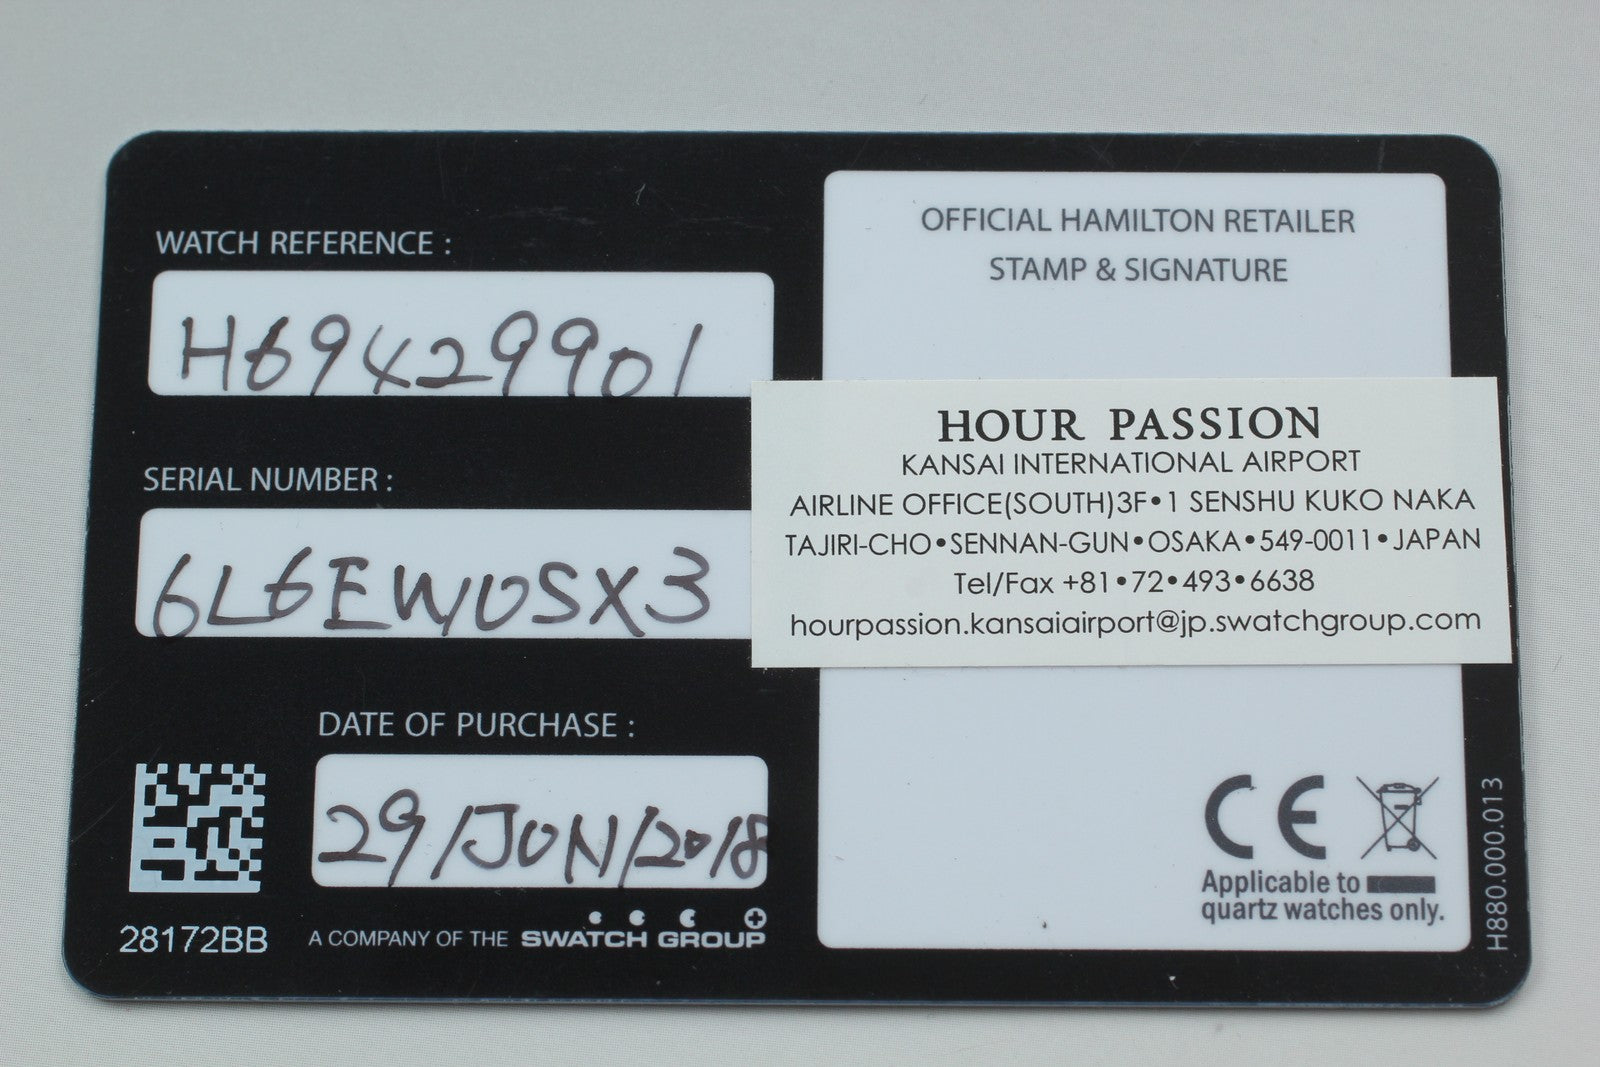 WATCH REFERENCE :
H69429901
SERIAL NUMBER :
6L6EW0SX3
DATE OF PURCHASE :
29/JUN/2018
28172BB
A COMPANY OF THE SWATCH GROUP
OFFICIAL HAMILTON RETAILER
STAMP & SIGNATURE
HOUR PASSION
KANSAI INTERNATIONAL AIRPORT
AIRLINE OFFICE(SOUTH)3F•1 SENSHU KUKO NAKA
TAJIRI-CHO•SENNAN-GUN•OSAKA•549-0011•JAPAN
Tel/Fax +81•72•493•6638
hourpassion.kansaiairport@jp.swatchgroup.com
CE
Applicable to
quartz watches only.
H880.000.013